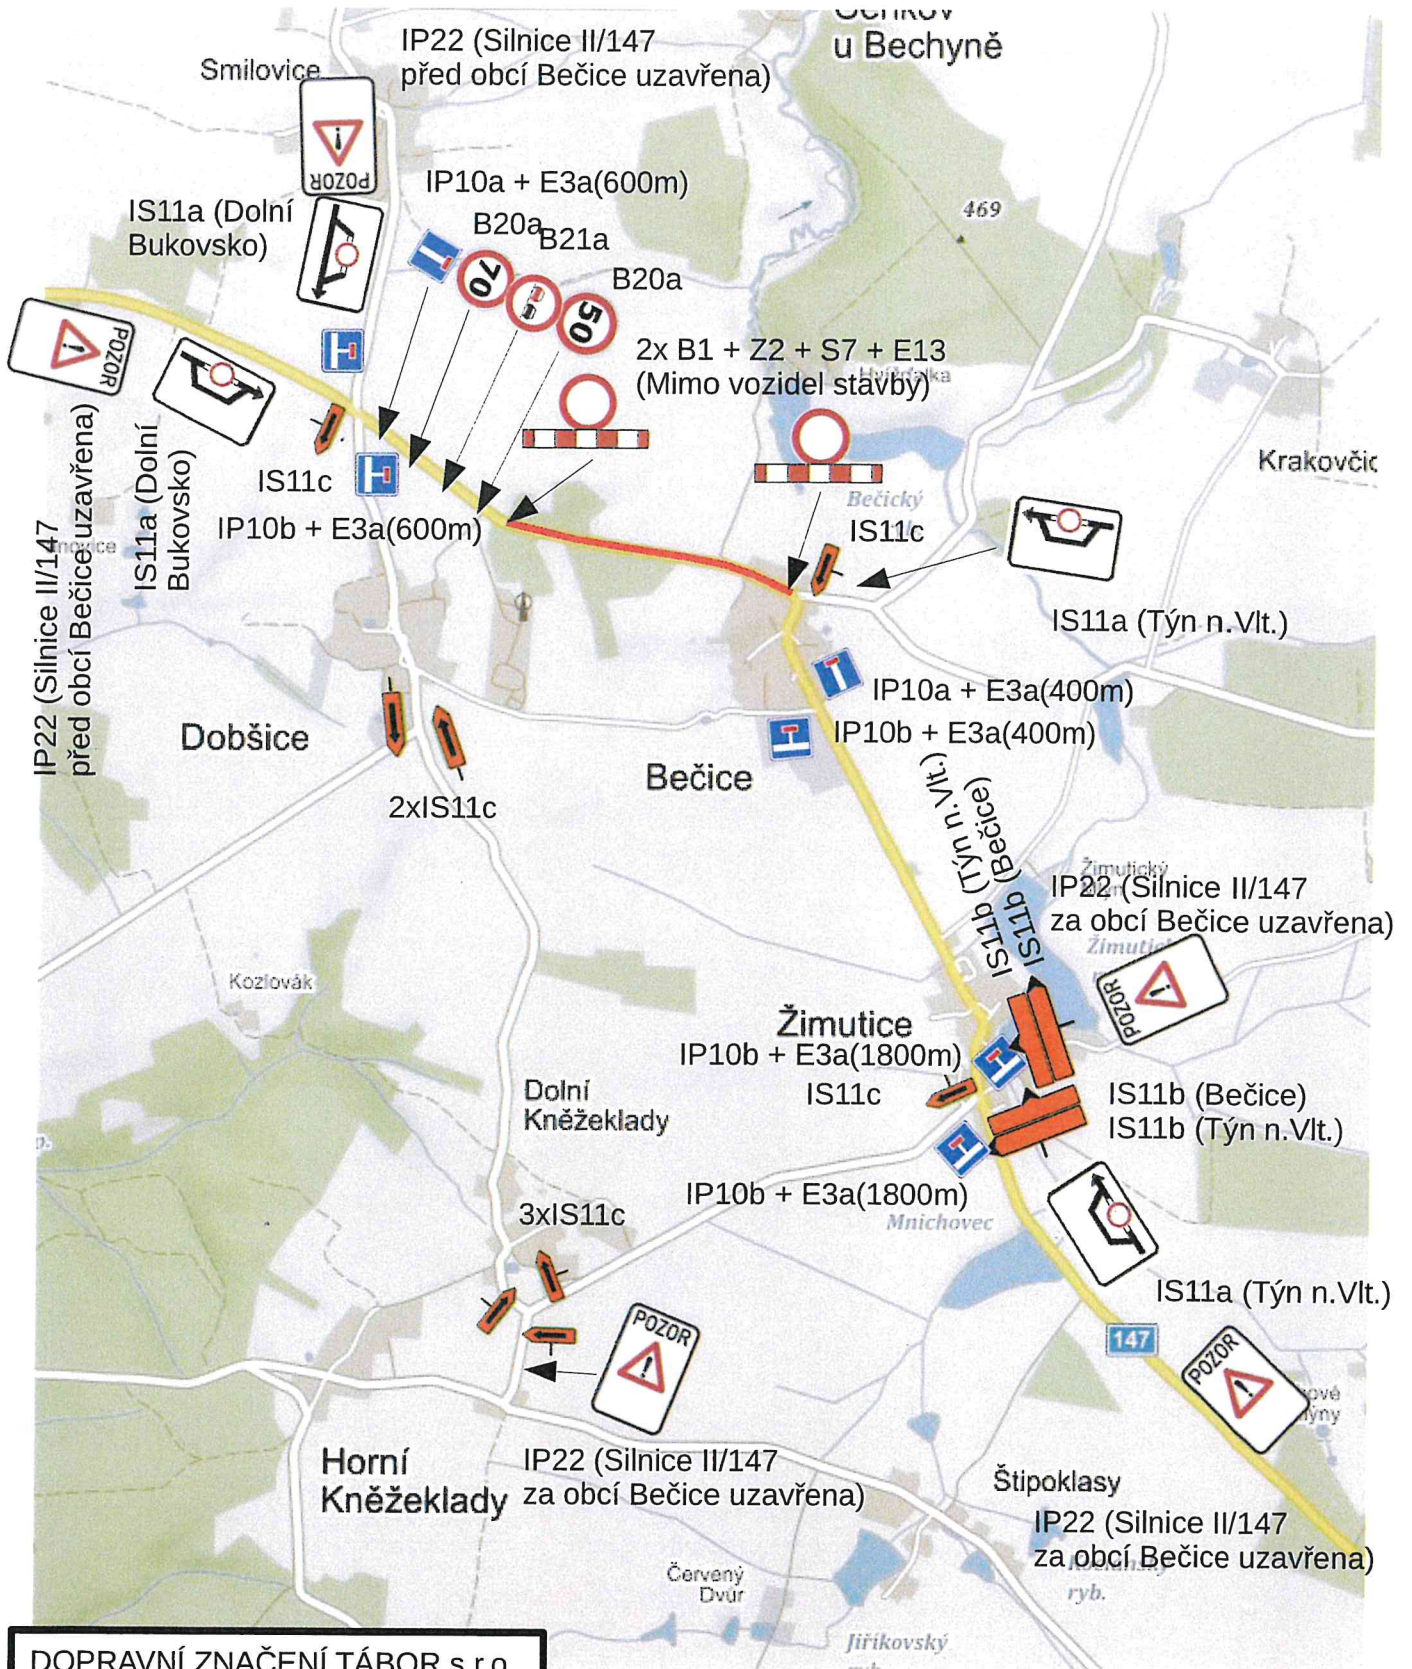 u Bechyně
IP22 (Silnice II/147
před obcí Bečice uzavřena)
Smilovice
POZOR
IP10a + E3a(600m)
IS11a (Dolní
Bukovsko)
B20a
B21a
B20a
469
70
50
POZOR
2x B1 + Z2 + S7 + E13
(Mimo vozidel stavby)
IP22 (Silnice II/147
před obcí Bečice uzavřena)
IS11a (Dolní
Bukovsko)
IS11c
IP10b + E3a(600m)
Krakovčic
Bečický
IS11c
IS11a (Týn n.Vlt.)
IP10a + E3a(400m)
IP10b + E3a(400m)
Dobšice
Bečice
2xIS11c
IS11b (Týn n.Vlt.)
IS11b (Bečice)
Žimutický
IP22 (Silnice II/147
za obcí Bečice uzavřena)
POZOR
Kozlovák
Žimutice
IP10b + E3a(1800m)
IS11c
Dolní
Kněžeklady
IS11b (Bečice)
IS11b (Týn n.Vlt.)
IP10b + E3a(1800m)
Mnichovec
3xIS11c
IS11a (Týn n.Vlt.)
147
POZOR
POZOR
Horní
Kněžeklady
IP22 (Silnice II/147
za obcí Bečice uzavřena)
Štipoklasy
IP22 (Silnice II/147
za obcí Bečice uzavřena)
ryb.
Červený
Dvůr
Jiříkovský
DOPRAVNÍ ZNAČENÍ TÁBOR s.r.o.